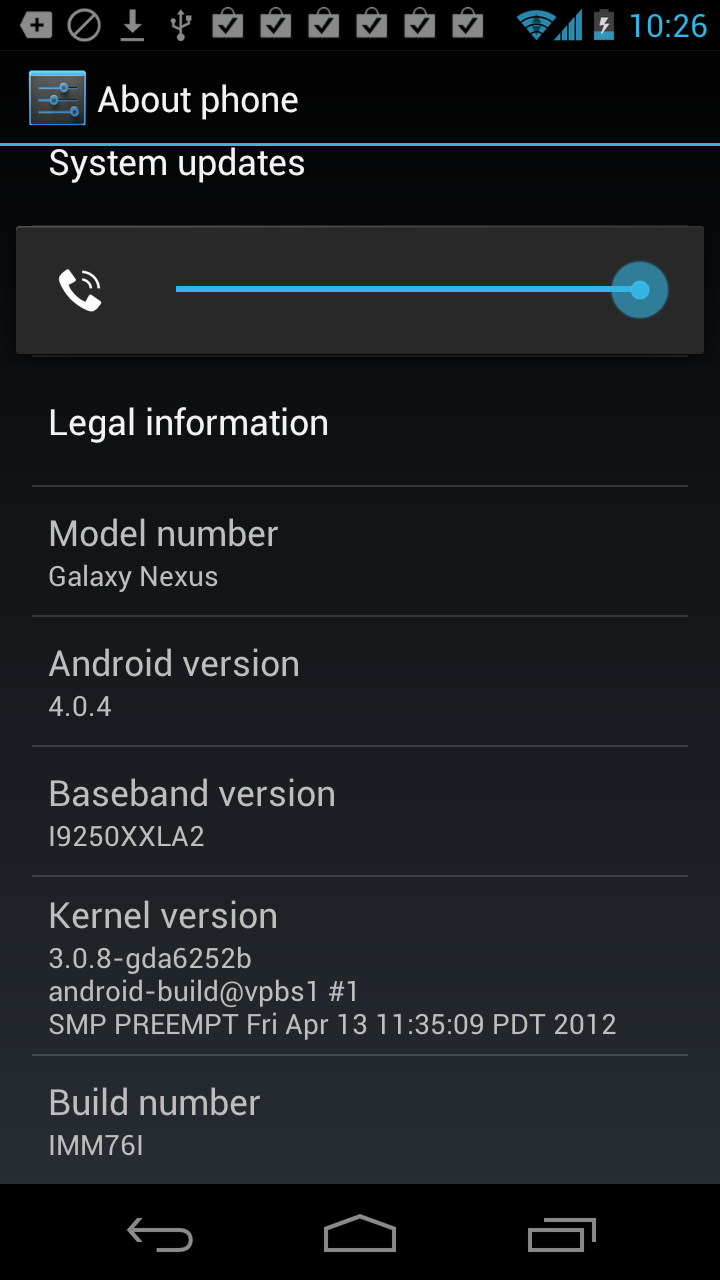 10:26
About phone
System updates
Legal information
Model number
Galaxy Nexus
Android version
4.0.4
Baseband version
I9250XXLA2
Kernel version
3.0.8-gda6252b
android-build@vpbs1 #1
SMP PREEMPT Fri Apr 13 11:35:09 PDT 2012
Build number
IMM76I